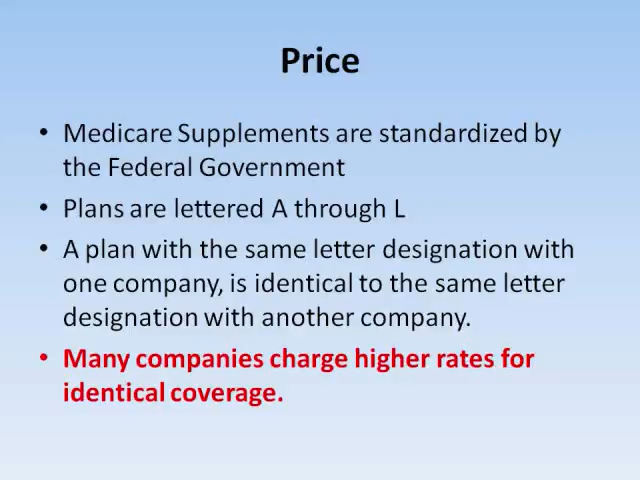 Price
• Medicare Supplements are standardized by
the Federal Government
• Plans are lettered A through L
• A plan with the same letter designation with
one company, is identical to the same letter
designation with another company.
• Many companies charge higher rates for
identical coverage.